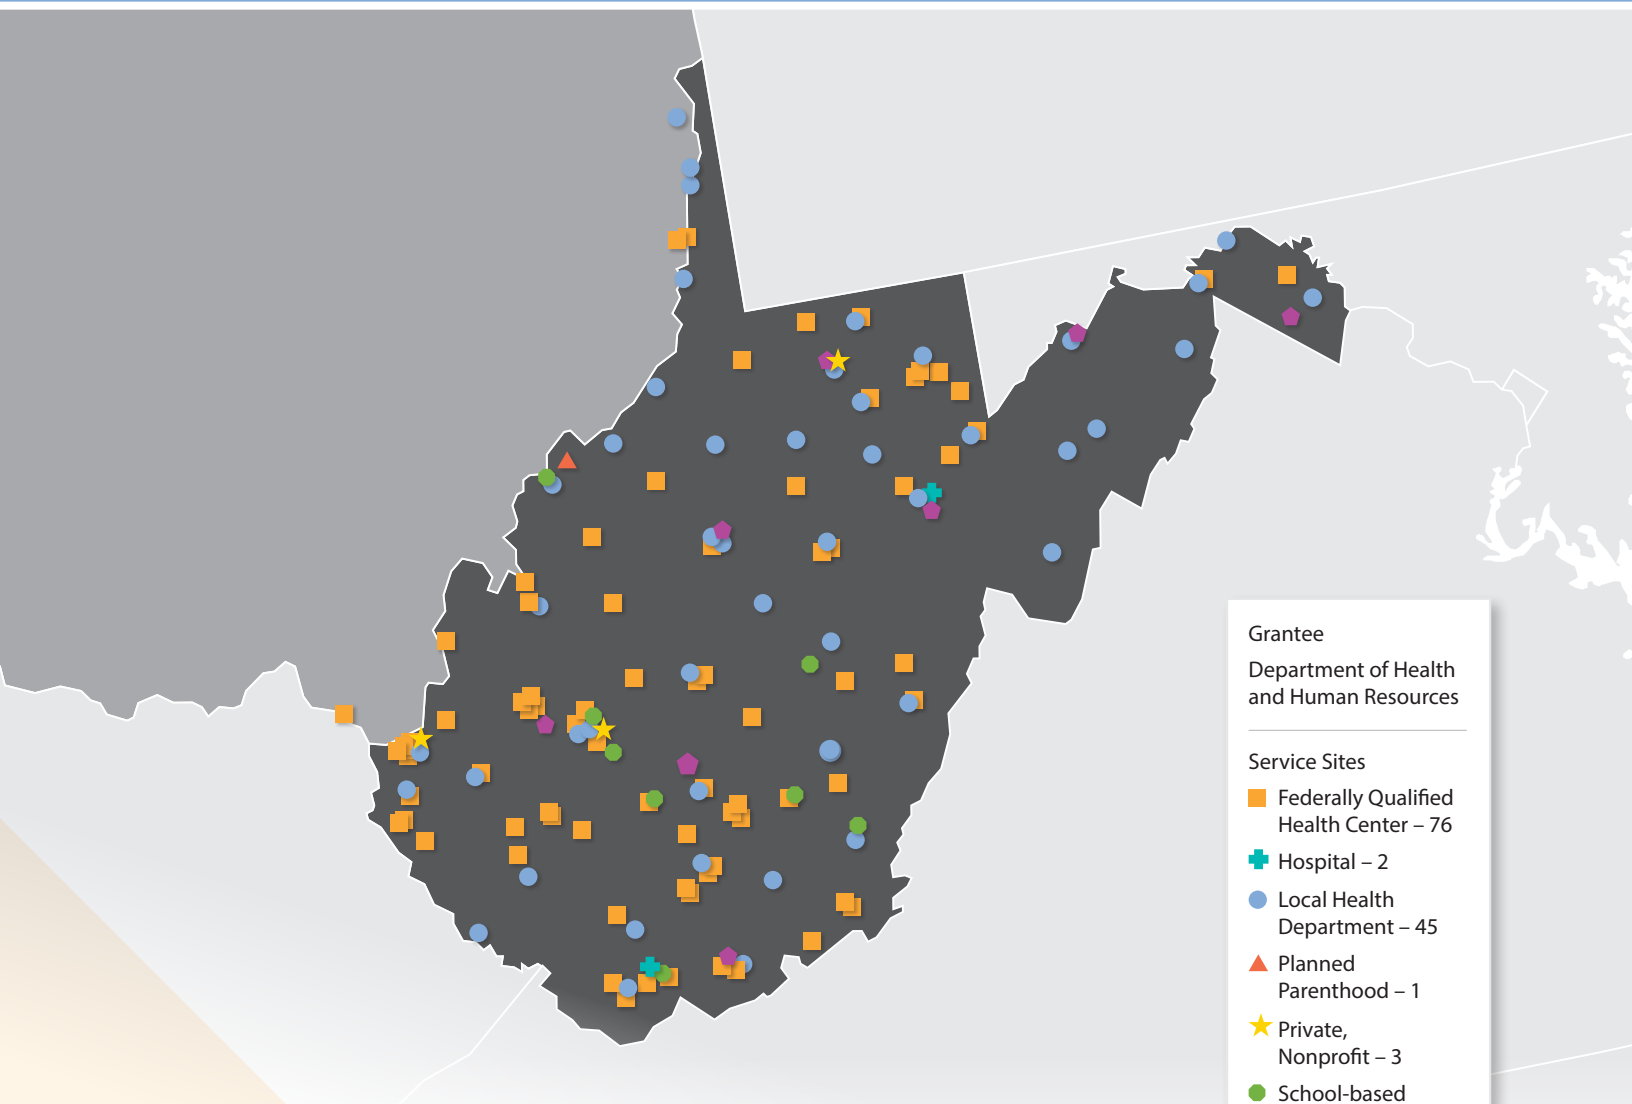 Grantee
Department of Health
and Human Resources
Service Sites
Federally Qualified
Health Center – 76
Hospital – 2
Local Health
Department – 45
Planned
Parenthood – 1
Private,
Nonprofit – 3
School-based